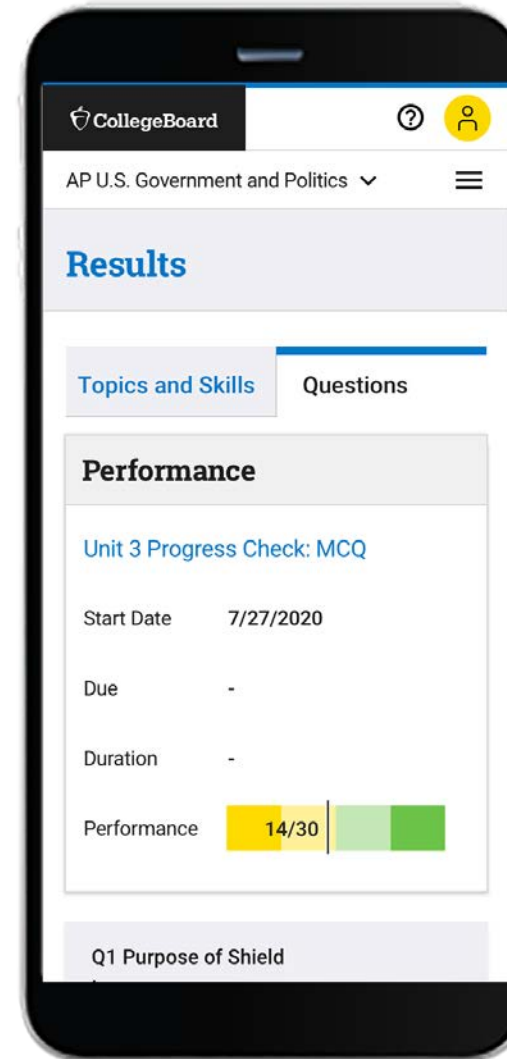 CollegeBoard
AP U.S. Government and Politics
Results
Topics and Skills Questions
Performance
Unit 3 Progress Check: MCQ
Start Date 7/27/2020
Due -
Duration -
Performance 14/30
Q1 Purpose of Shield